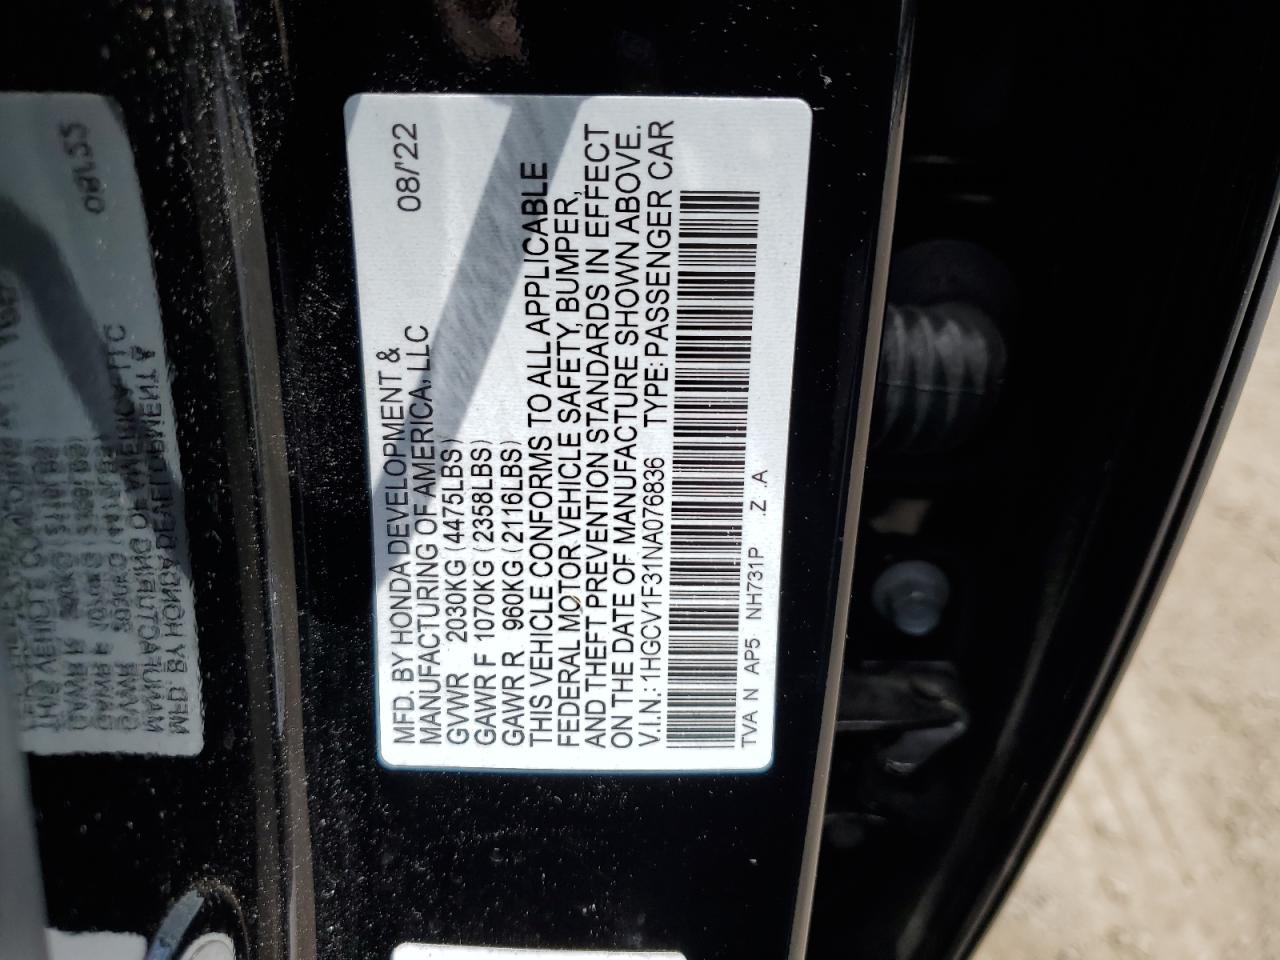 MFD. BY HONDA DEVELOPMENT & 08/'22
MANUFACTURING OF AMERICA, LLC
GVWR 2030KG (4475LBS)
GAWR F 1070KG (2358LBS)
GAWR R 960KG (2116LBS)
THIS VEHICLE CONFORMS TO ALL APPLICABLE
FEDERAL MOTOR VEHICLE SAFETY, BUMPER,
AND THEFT PREVENTION STANDARDS IN EFFECT
ON THE DATE OF MANUFACTURE SHOWN ABOVE.
V.I.N.: 1HGCV1F31NA076836 TYPE: PASSENGER CAR
TVA N AP5 NH731P .Z A